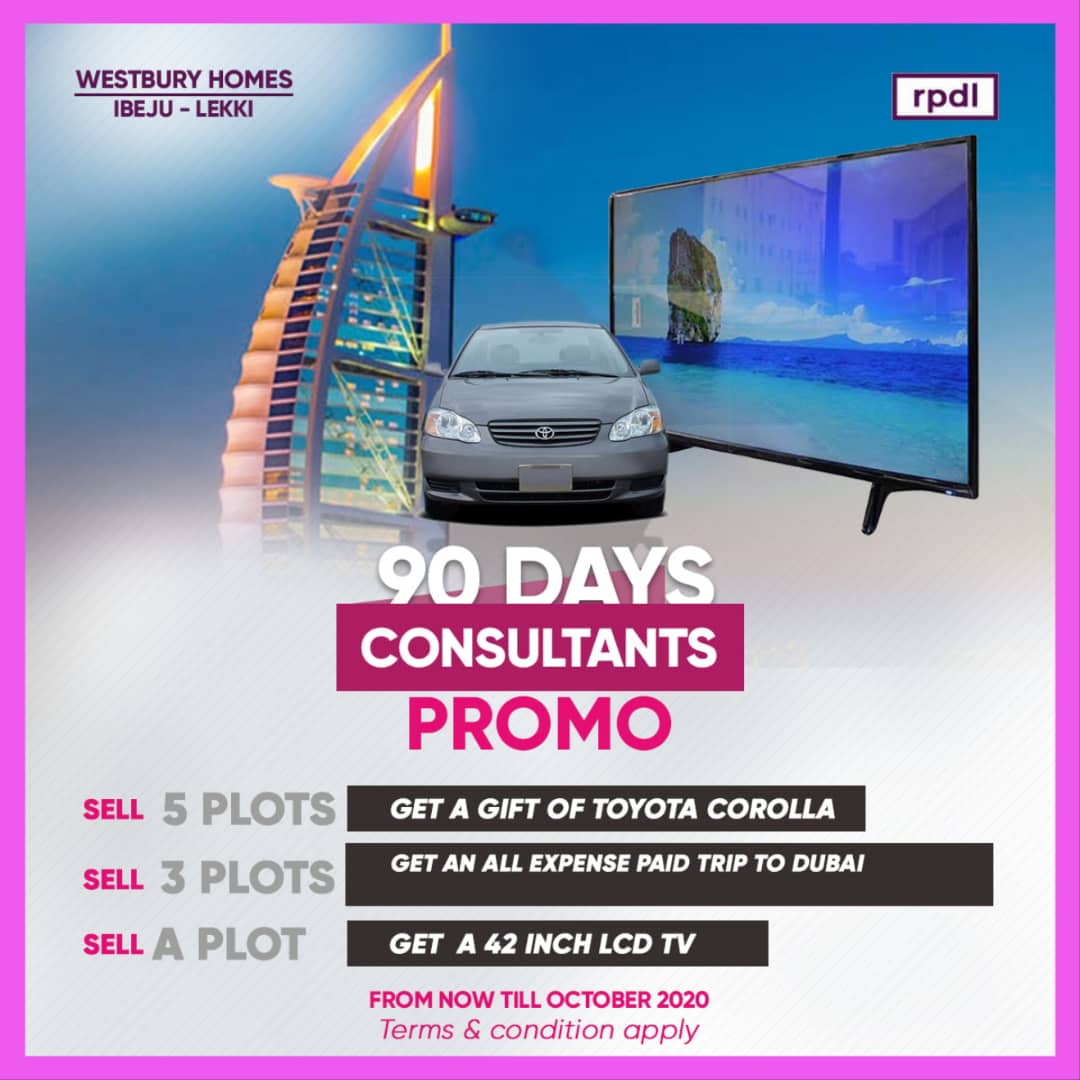 WESTBURY HOMES
IBEJU - LEKKI
rpdl
90 DAYS
CONSULTANTS
PROMO
SELL 5 PLOTS GET A GIFT OF TOYOTA COROLLA
SELL 3 PLOTS GET AN ALL EXPENSE PAID TRIP TO DUBAI
SELL A PLOT GET A 42 INCH LCD TV
FROM NOW TILL OCTOBER 2020
Terms & condition apply